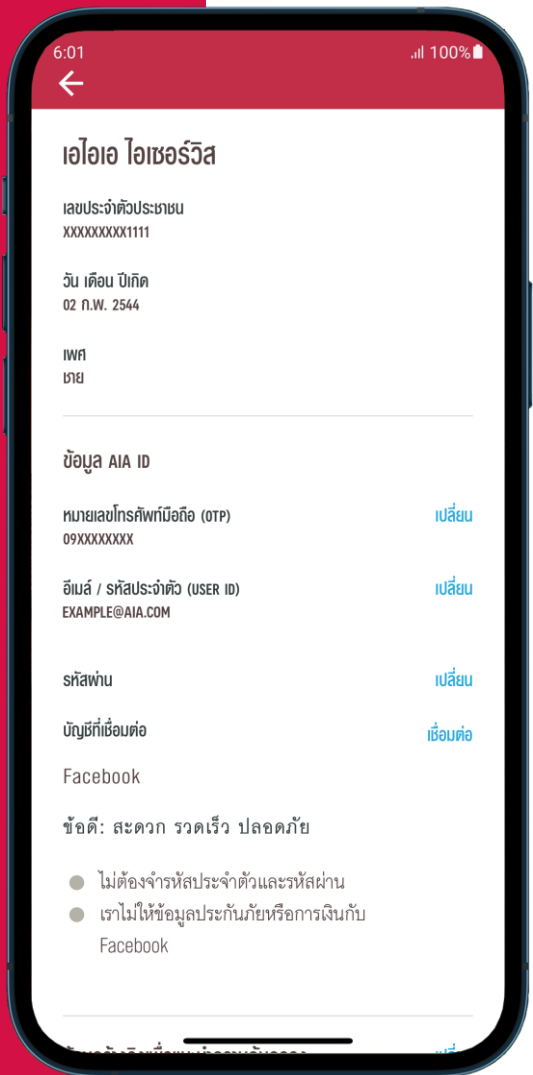 6:01
100%
เอไอเอ ไอเซอร์วิส
เลขประจำตัวประชาชน
XXXXXXXXX1111
วัน เดือน ปีเกิด
02 ก.พ. 2544
เพศ
ชาย
ข้อมูล AIA ID
หมายเลขโทรศัพท์มือถือ (OTP) เปลี่ยน
09XXXXXXXX
อีเมล์ / รหัสประจำตัว (USER ID) เปลี่ยน
EXAMPLE@AIA.COM
รหัสผ่าน เปลี่ยน
บัญชีที่เชื่อมต่อ เชื่อมต่อ
Facebook
ข้อดี: สะดวก รวดเร็ว ปลอดภัย
ไม่ต้องจำรหัสประจำตัวและรหัสผ่าน
เราไม่ให้ข้อมูลประกันภัยหรือการเงินกับ
Facebook